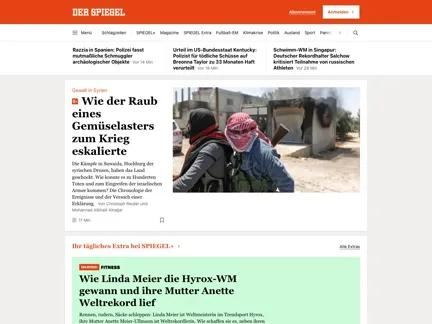 DER SPIEGEL
Abonnement
Anmelden
Menü
Schlagzeilen
SPIEGEL+
Magazine
SPIEGEL Extra
Fußball-EM
Klimakrise
Politik
Ausland
Sport
Razzia in Spanien: Polizei fasst
mutmaßliche Schmuggler
archäologischer Objekte Vor 14 Min
Urteil im US-Bundesstaat Kentucky:
Polizist für tödliche Schüsse auf
Breonna Taylor zu 33 Monaten Haft
verurteilt Vor 16 Min
Schwimm-WM in Singapur:
Deutscher Rekordhalter Salchow
kritisiert Teilnahme von russischen
Athleten Vor 28 Min
Gewalt in Syrien
Wie der Raub
eines
Gemüselasters
zum Krieg
eskalierte
Die Kämpfe in Suwaida, Hochburg der
syrischen Drusen, haben das Land
geschockt. Wie konnte es zu Hunderten
Toten und zum Eingreifen der israelischen
Armee kommen? Die Chronologie der
Ereignisse und der Versuch einer
Erklärung. Von Christoph Reuter und
11 Min
Ihr tägliches Extra bei SPIEGEL+
Alle Extras
FITNESS
Wie Linda Meier die Hyrox-WM
gewann und ihre Mutter Anette
Weltrekord lief
Rennen, rudern, Säcke schleppen: Linda Meier ist Weltmeisterin im Trendsport Hyrox,
ihre Mutter Anette Meier-Ullmann ist Weltrekordlerin. Wie schaffen sie es, neben ihren